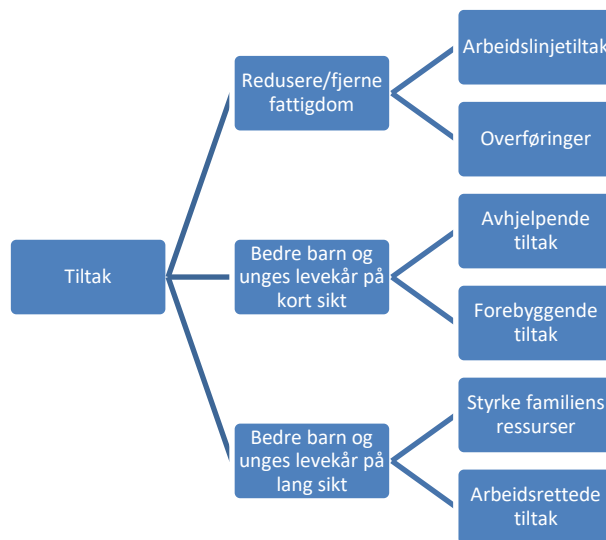 Tiltak
Redusere/fjerne
fattigdom
Arbeidslinjetiltak
Overføringer
Bedre barn og
unges levekår på
kort sikt
Avhjelpende
tiltak
Forebyggende
tiltak
Bedre barn og
unges levekår på
lang sikt
Styrke familiens
ressurser
Arbeidsrettede
tiltak